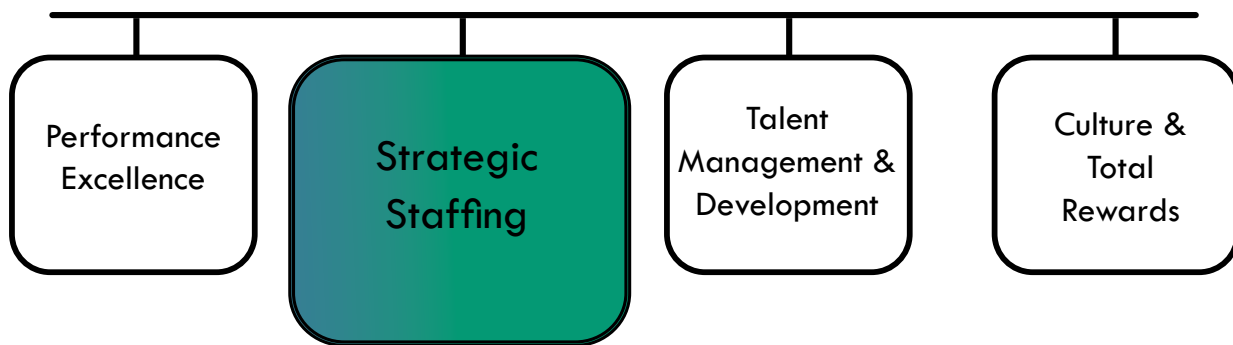 Performance
Excellence
Strategic
Staffing
Talent
Management &
Development
Culture &
Total
Rewards